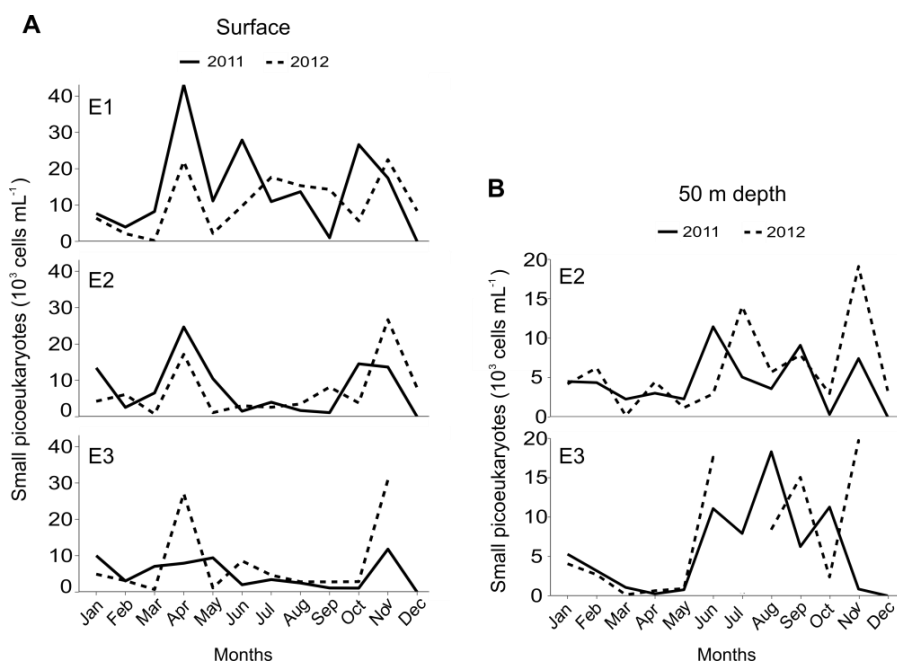 A
Surface
2011 2012
Small picoeukaryotes (10³ cells mL⁻¹)
E1
40
30
20
10
0
E2
40
30
20
10
0
E3
40
30
20
10
0
Jan Feb Mar Apr May Jun Jul Aug Sep Oct Nov Dec
Months
B
50 m depth
2011 2012
Small picoeukaryotes (10³ cells mL⁻¹)
E2
20
15
10
5
0
E3
20
15
10
5
0
Jan Feb Mar Apr May Jun Jul Aug Sep Oct Nov Dec
Months